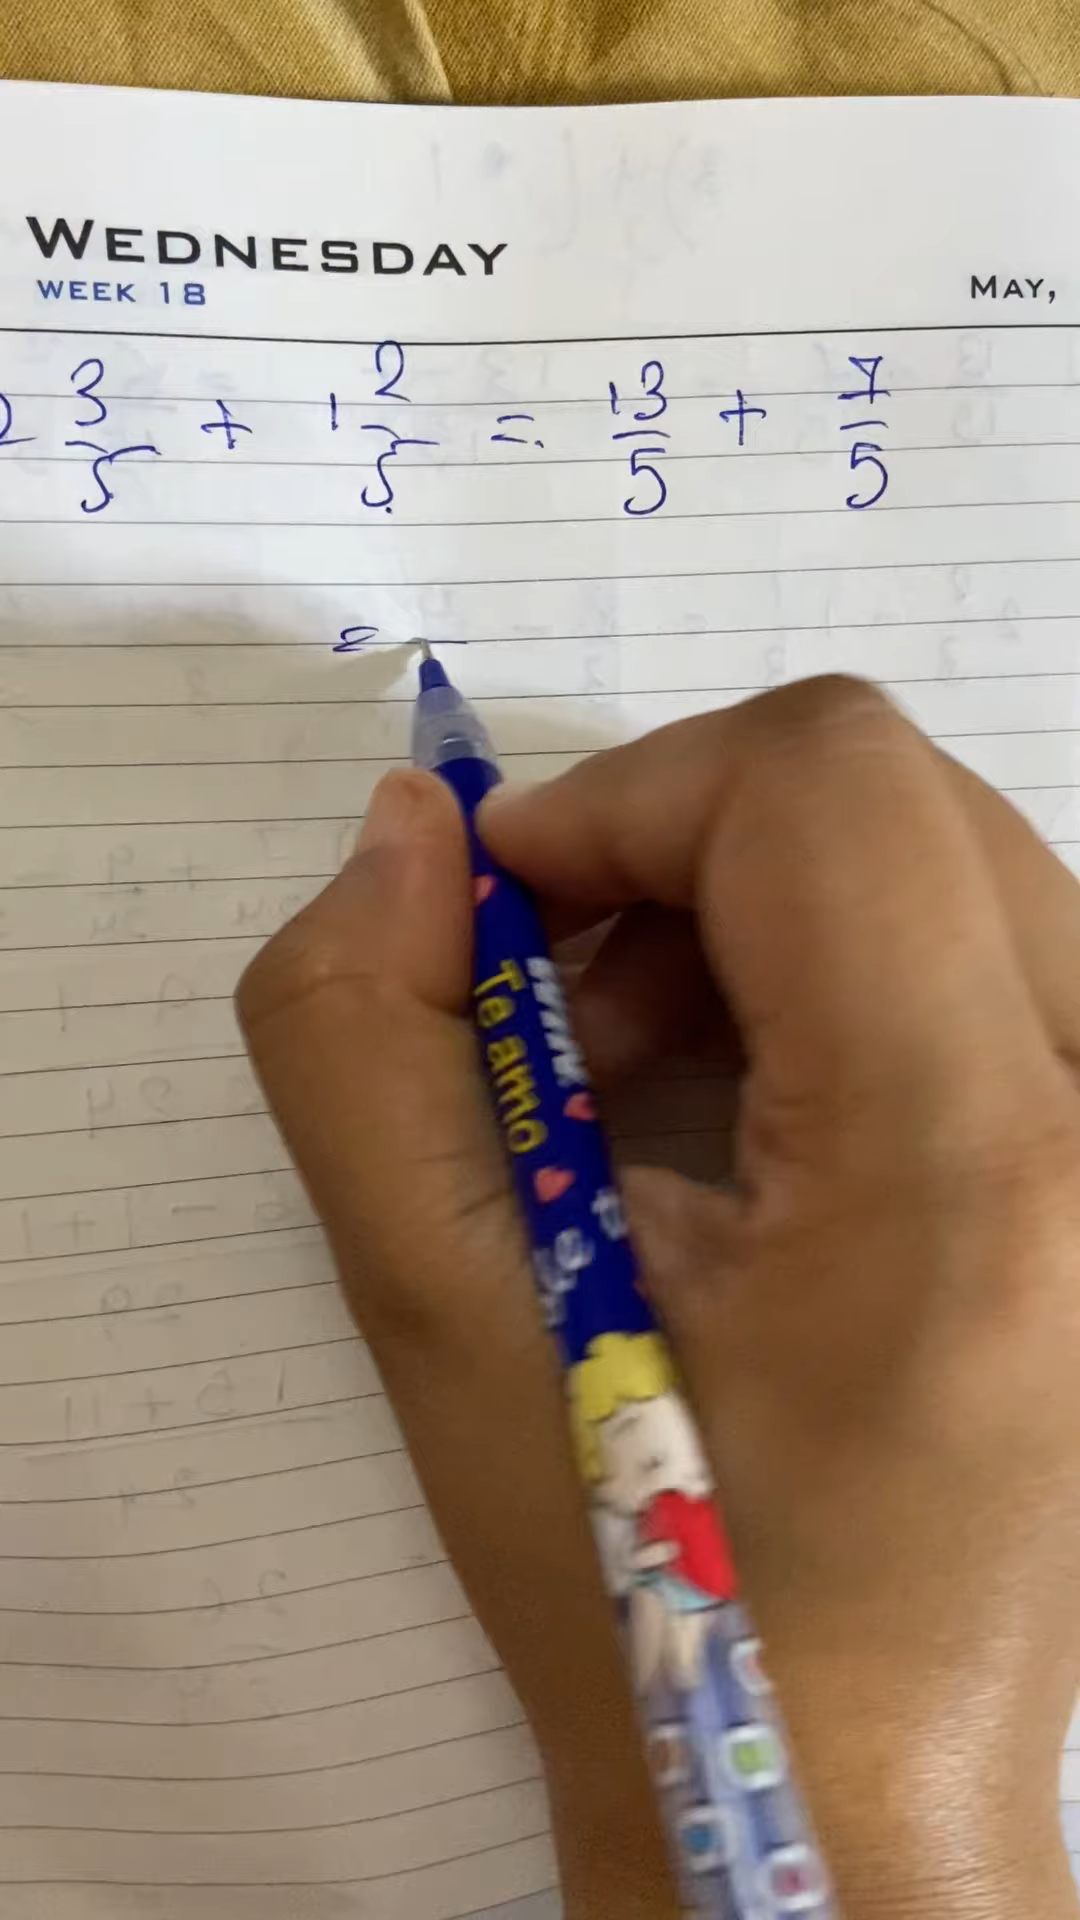 WEDNESDAY
WEEK 18
MAY,
2 3/5 + 1 2/5 = 13/5 + 7/5
=
Te amo